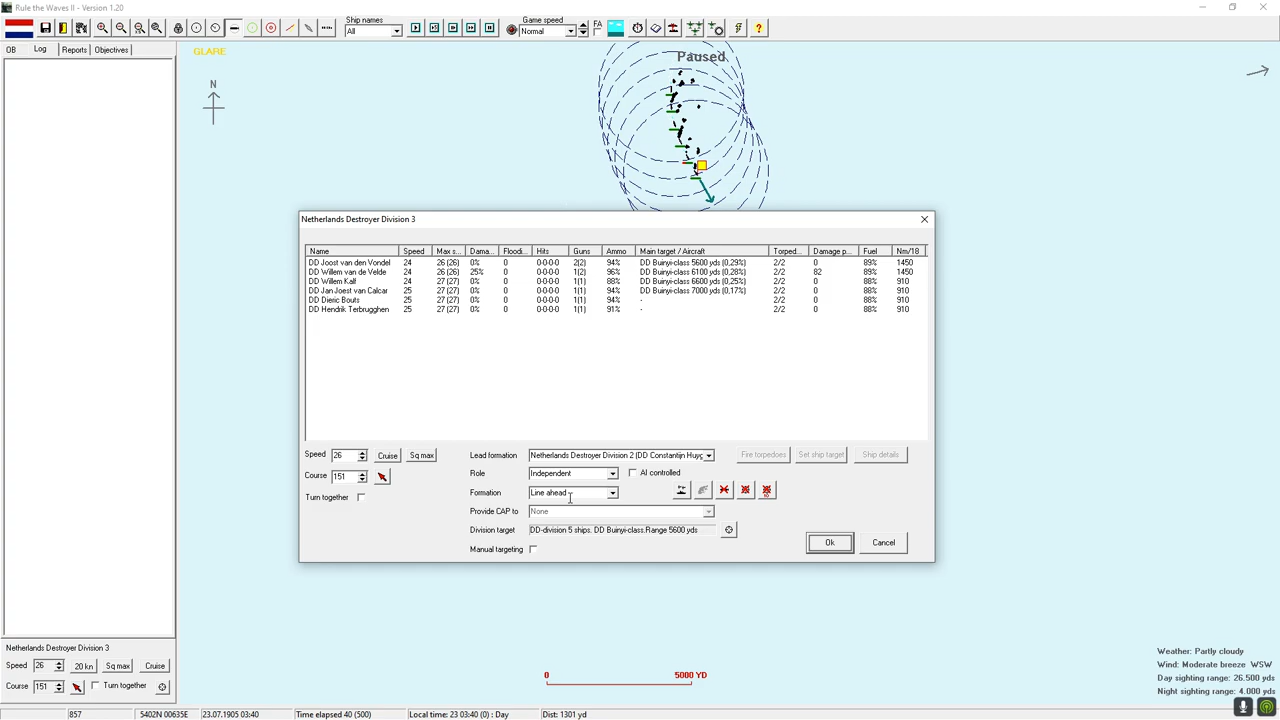 Rule the Waves II - Version 1.20
Ship names
All
Game speed
Normal
FA
OB Log Reports Objectives
GLARE
Paused
N
Netherlands Destroyer Division 3
Name Speed Max s... Dama... Floodi... Hits Guns Ammo Main target / Aircraft Torped... Damage p... Fuel Nm/18
DD Joost van den Vondel 24 26 (26) 0% 0 0-0-0-0 2(2) 94% DD Buinyi-class 5600 yds (0,29%) 2/2 0 89% 1450
DD Willem van de Velde 24 26 (26) 25% 0 0-0-0-0 1(2) 96% DD Buinyi-class 6100 yds (0,28%) 2/2 82 89% 1450
DD Willem Kalf 25 27 (27) 0% 0 0-0-0-0 1(1) 88% DD Buinyi-class 6600 yds (0,25%) 2/2 0 88% 910
DD Jan Joost van Calcar 25 27 (27) 0% 0 0-0-0-0 1(1) 94% DD Buinyi-class 7000 yds (0,17%) 2/2 0 88% 910
DD Dieric Bouts 25 27 (27) 0% 0 0-0-0-0 1(1) 94% - 2/2 0 88% 910
DD Hendrik Terbrugghen 25 27 (27) 0% 0 0-0-0-0 1(1) 91% - 2/2 0 88% 910
Speed 26 Cruise Sq max Lead formation Netherlands Destroyer Division 2 (DD Constantijn Huyg Fire torpedoes Set ship target Ship details
Course 151 Role Independent AI controlled
Turn together Formation Line ahead
Provide CAP to None
Division target DD-division 5 ships. DD Buinyi-class.Range 5600 yds
Ok Cancel
Manual targeting
Netherlands Destroyer Division 3
Speed 26 20 kn Sq max Cruise
Course 151 Turn together
0 5000 YD
Weather: Partly cloudy
Wind: Moderate breeze WSW
Day sighting range: 26.500 yds
Night sighting range: 4.000 yds
857 5402N 00635E 23.07.1905 03:40 Time elapsed 40 (500) Local time: 23 03:40 (0) : Day Dist: 1301 yd